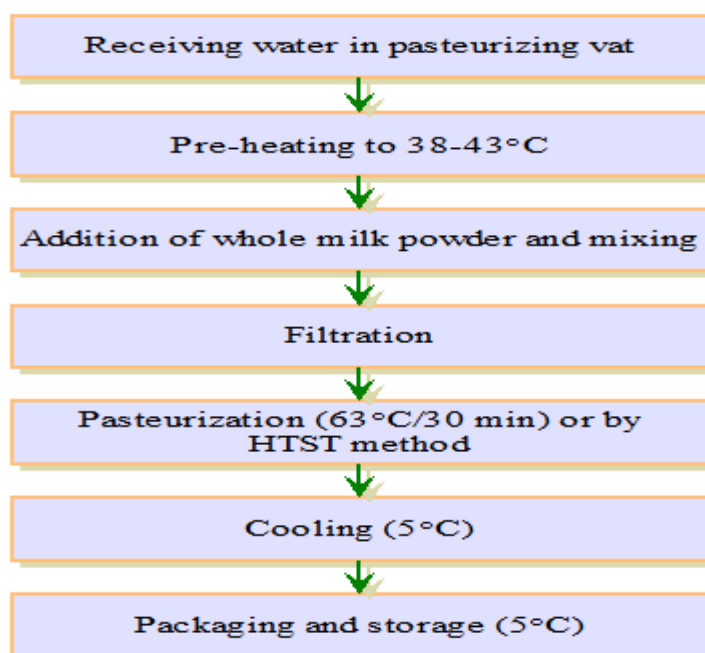 Receiving water in pasteurizing vat
Pre-heating to 38-43°C
Addition of whole milk powder and mixing
Filtration
Pasteurization (63°C/30 min) or by
HTST method
Cooling (5°C)
Packaging and storage (5°C)